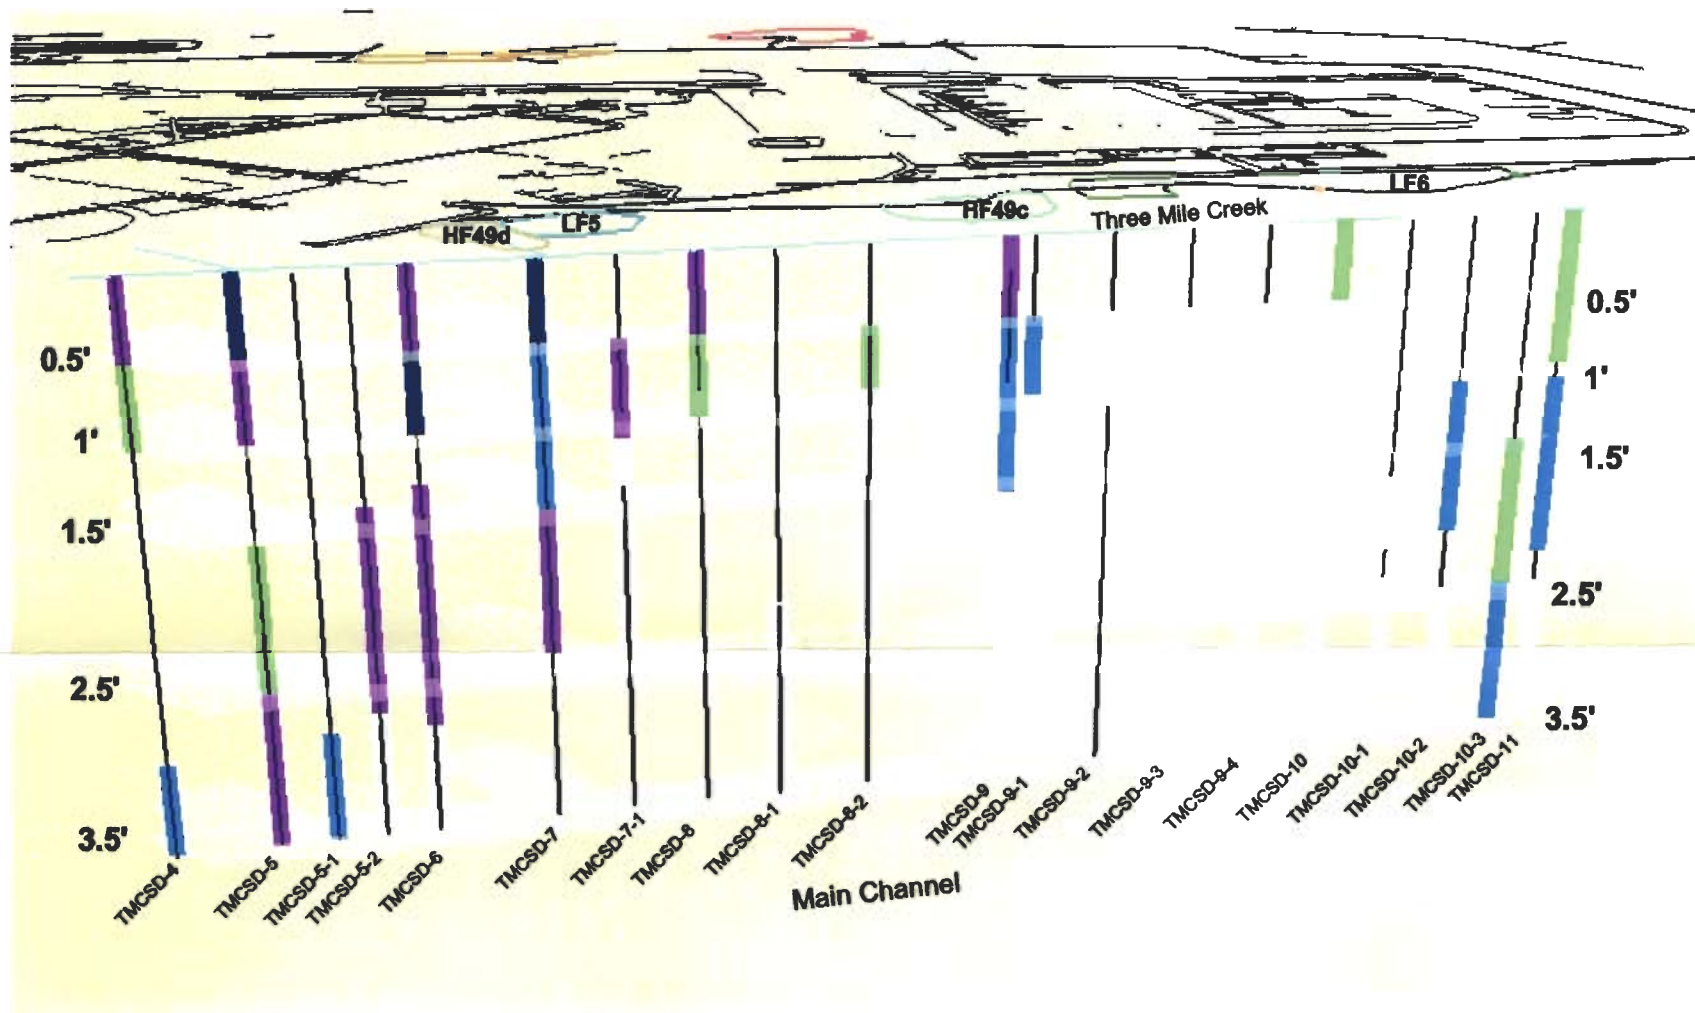 LF6
HF49c
Three Mile Creek
LF5
HF49d
0.5'
0.5'
1'
1'
1.5'
1.5'
2.5'
2.5'
3.5'
3.5'
TMCSD-4
TMCSD-5
TMCSD-5-1
TMCSD-5-2
TMCSD-6
TMCSD-7
TMCSD-7-1
TMCSD-8
TMCSD-8-1
TMCSD-8-2
TMCSD-9
TMCSD-9-1
TMCSD-9-2
TMCSD-9-3
TMCSD-9-4
TMCSD-10
TMCSD-10-1
TMCSD-10-2
TMCSD-10-3
TMCSD-11
Main Channel